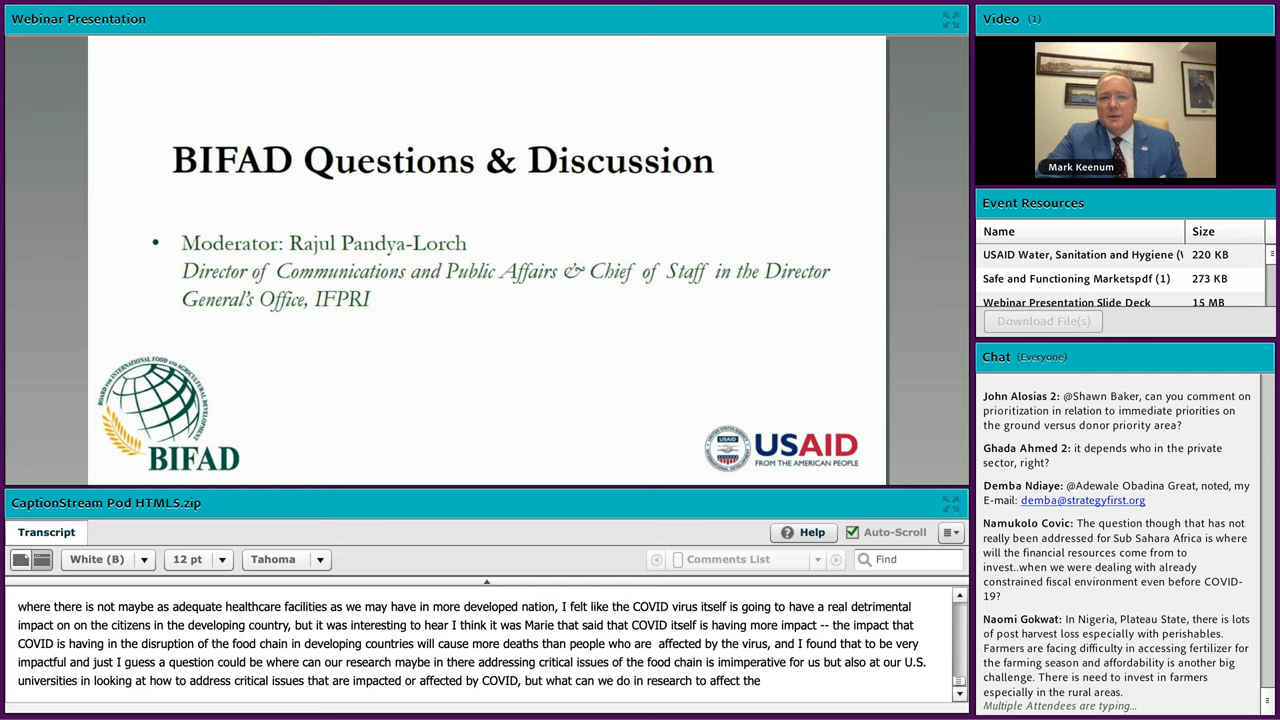 Webinar Presentation
BIFAD Questions & Discussion
• Moderator: Rajul Pandya-Lorch
Director of Communications and Public Affairs & Chief of Staff in the Director
General's Office, IFPRI
BOARD FOR INTERNATIONAL FOOD AND AGRICULTURAL DEVELOPMENT
BIFAD
USAID
USAID
FROM THE AMERICAN PEOPLE
CaptionStream Pod HTML5.zip
Transcript
Help
Auto-Scroll
White (B)
12 pt
Tahoma
Comments List
Find
where there is not maybe as adequate healthcare facilities as we may have in more developed nation, I felt like the COVID virus itself is going to have a real detrimental
impact on on the citizens in the developing country, but it was interesting to hear I think it was Marie that said that COVID itself is having more impact -- the impact that
COVID is having in the disruption of the food chain in developing countries will cause more deaths than people who are affected by the virus, and I found that to be very
impactful and just I guess a question could be where can our research maybe in there addressing critical issues of the food chain is imimperative for us but also at our U.S.
universities in looking at how to address critical issues that are impacted or affected by COVID, but what can we do in research to affect the
Video (1)
Mark Keenum
Event Resources
Name Size
USAID Water, Sanitation and Hygiene (W 220 KB
Safe and Functioning Marketspdf (1) 273 KB
Webinar Presentation Slide Deck 15 MB
Download File(s)
Chat (Everyone)
John Alosias 2: @Shawn Baker, can you comment on
prioritization in relation to immediate priorities on
the ground versus donor priority area?
Ghada Ahmed 2: it depends who in the private
sector, right?
Demba Ndiaye: @Adewale Obadina Great, noted, my
E-mail: demba@strategyfirst.org
Namukolo Covic: The question though that has not
really been addressed for Sub Sahara Africa is where
will the financial resources come from to
invest..when we were dealing with already
constrained fiscal environment even before COVID-
19?
Naomi Gokwat: In Nigeria, Plateau State, there is lots
of post harvest loss especially with perishables.
Farmers are facing difficulty in accessing fertilizer for
the farming season and affordability is another big
challenge. There is need to invest in farmers
especially in the rural areas.
Multiple Attendees are typing...